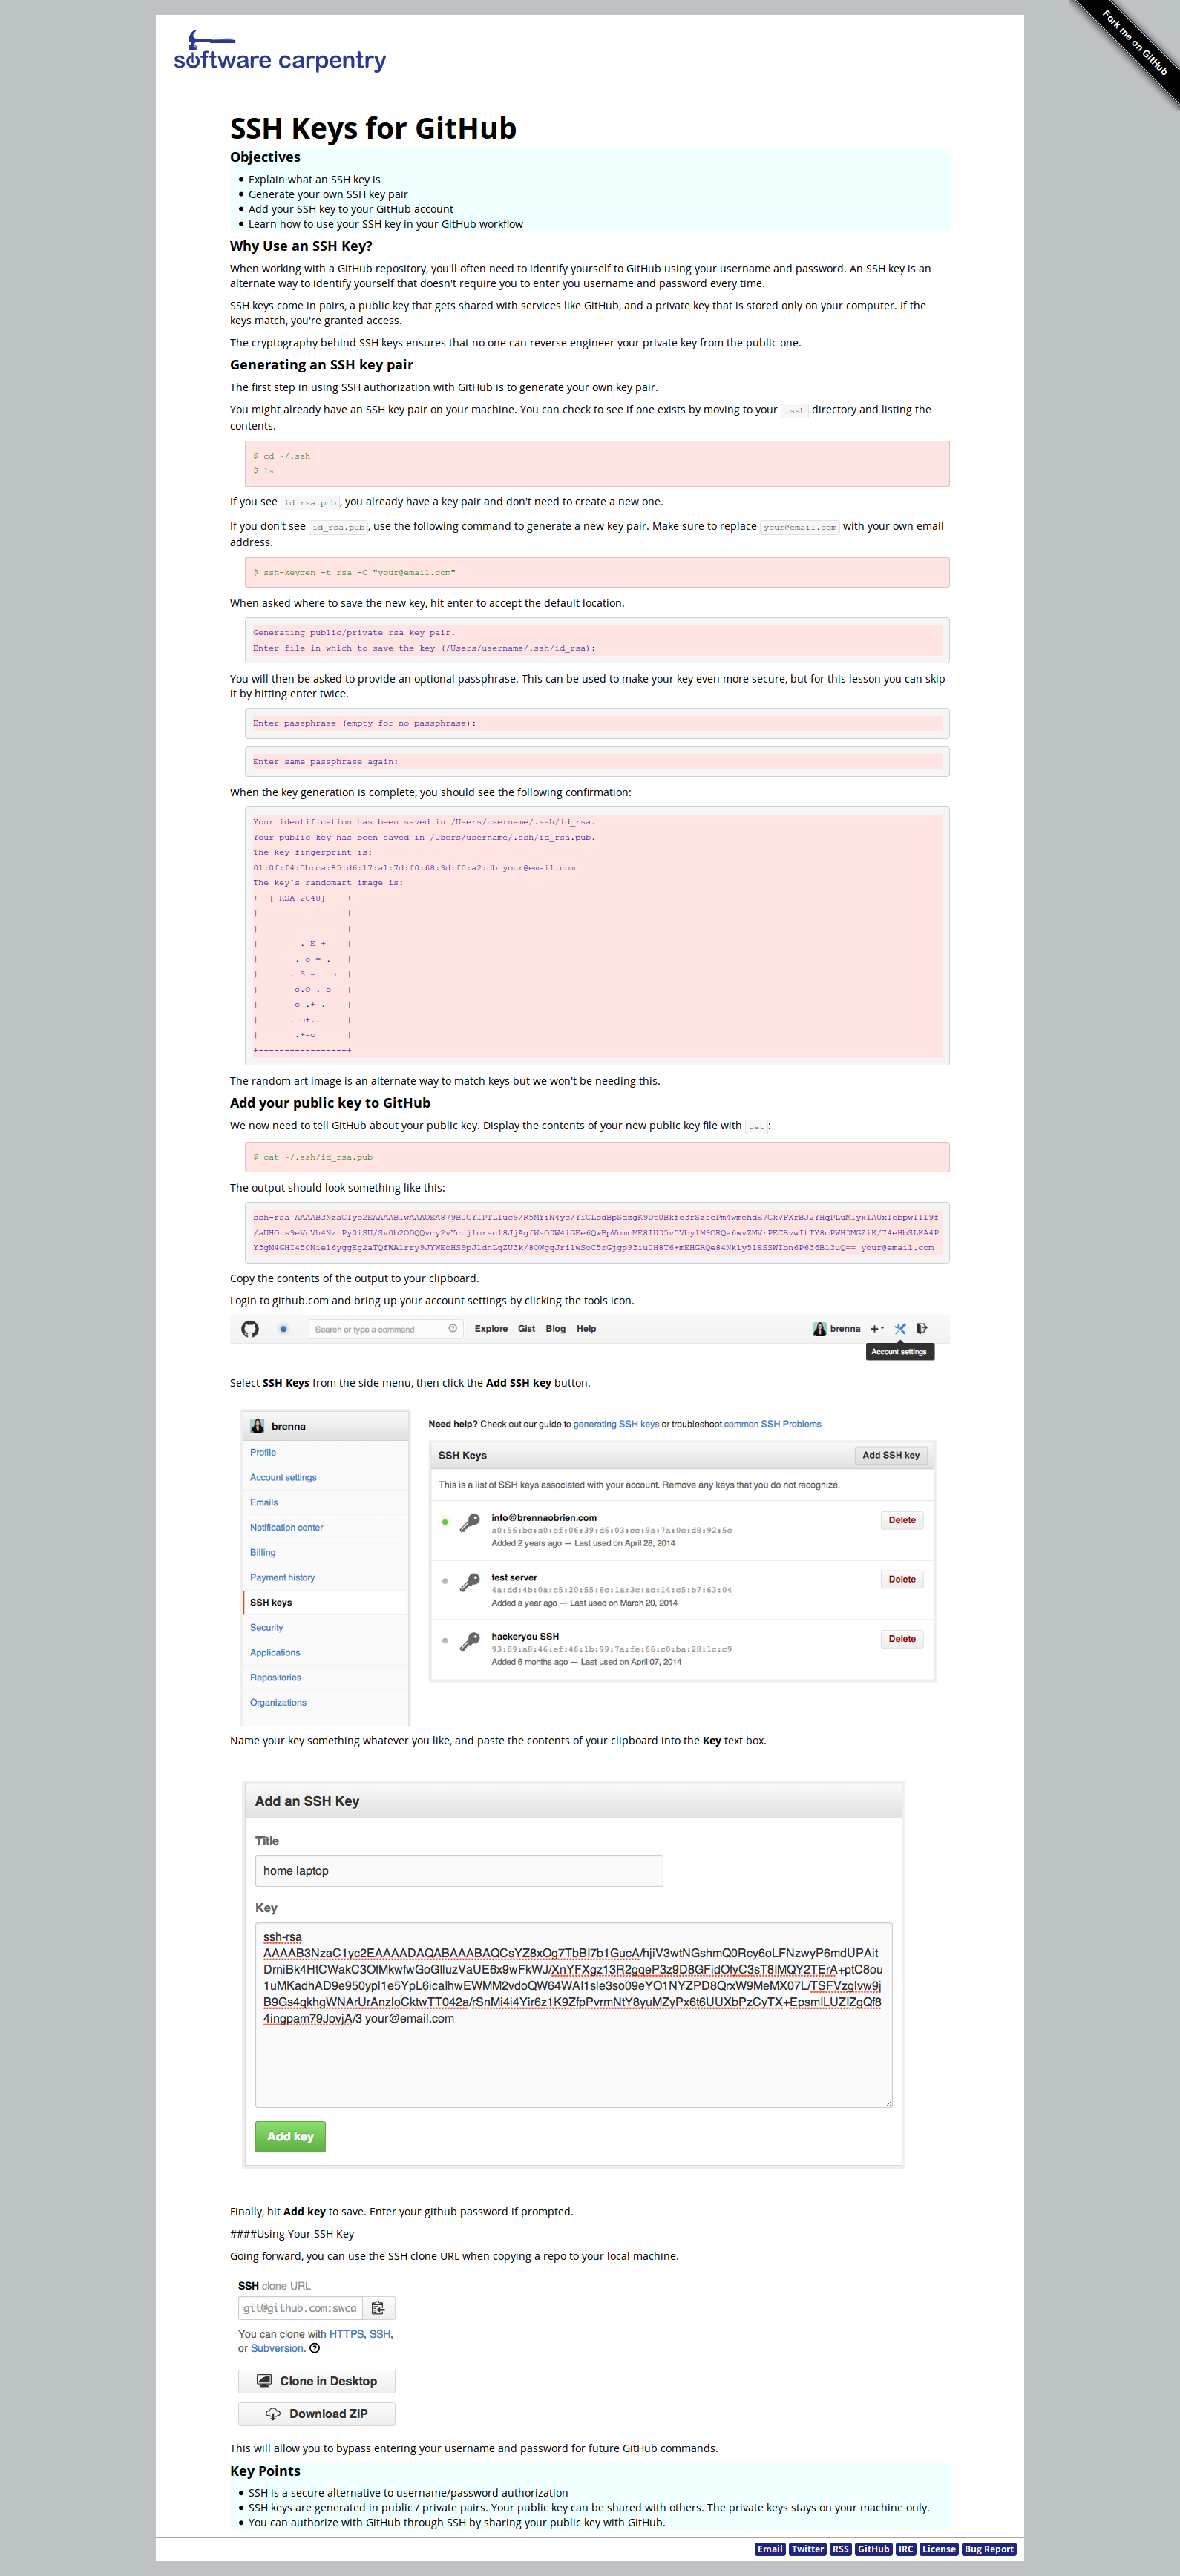 Fork me on GitHub
software carpentry
SSH Keys for GitHub
Objectives
Explain what an SSH key is
Generate your own SSH key pair
Add your SSH key to your GitHub account
Learn how to use your SSH key in your GitHub workflow
Why Use an SSH Key?
When working with a GitHub repository, you'll often need to identify yourself to GitHub using your username and password. An SSH key is an
alternate way to identify yourself that doesn't require you to enter you username and password every time.
SSH keys come in pairs, a public key that gets shared with services like GitHub, and a private key that is stored only on your computer. If the
keys match, you're granted access.
The cryptography behind SSH keys ensures that no one can reverse engineer your private key from the public one.
Generating an SSH key pair
The first step in using SSH authorization with GitHub is to generate your own key pair.
You might already have an SSH key pair on your machine. You can check to see if one exists by moving to your .ssh directory and listing the
contents.
$ cd ~/.ssh
$ ls
If you see id_rsa.pub, you already have a key pair and don't need to create a new one.
If you don't see id_rsa.pub, use the following command to generate a new key pair. Make sure to replace your@email.com with your own email
address.
$ ssh-keygen -t rsa -C "your@email.com"
When asked where to save the new key, hit enter to accept the default location.
Generating public/private rsa key pair.
Enter file in which to save the key (/Users/username/.ssh/id_rsa):
You will then be asked to provide an optional passphrase. This can be used to make your key even more secure, but for this lesson you can skip
it by hitting enter twice.
Enter passphrase (empty for no passphrase):
Enter same passphrase again:
When the key generation is complete, you should see the following confirmation:
Your identification has been saved in /Users/username/.ssh/id_rsa.
Your public key has been saved in /Users/username/.ssh/id_rsa.pub.
The key fingerprint is:
01:0f:f4:3b:ca:85:d6:17:a1:7d:f0:68:9d:f0:a2:db your@email.com
The key's randomart image is:
+--[ RSA 2048]----+
|                 |
|                 |
|        . E +    |
|       . o = .   |
|      . S =   o  |
|       o.O . o   |
|       o .+ .    |
|      . o+..     |
|       .+=o      |
+-----------------+
The random art image is an alternate way to match keys but we won't be needing this.
Add your public key to GitHub
We now need to tell GitHub about your public key. Display the contents of your new public key file with cat:
$ cat ~/.ssh/id_rsa.pub
The output should look something like this:
ssh-rsa
your@email.com
Copy the contents of the output to your clipboard.
Login to github.com and bring up your account settings by clicking the tools icon.
Search or type a command Explore Gist Blog Help brenna
Account settings
Select SSH Keys from the side menu, then click the Add SSH key button.
brenna
Profile
Account settings
Emails
Notification center
Billing
Payment history
SSH keys
Security
Applications
Repositories
Organizations
Need help? Check out our guide to generating SSH keys or troubleshoot common SSH Problems
SSH Keys Add SSH key
This is a list of SSH keys associated with your account. Remove any keys that you do not recognize.
info@brennaobrien.com Delete
a0:56:bc:a0:ef:06:39:d6:03:cc:9a:7a:0e:d8:92:5c
Added 2 years ago — Last used on April 28, 2014
test server Delete
4a:dd:4b:0a:c5:20:55:8c:1a:3c:ac:14:c5:b7:63:04
Added a year ago — Last used on March 20, 2014
hackeryou SSH Delete
93:89:a8:46:ef:46:1b:99:7a:fe:66:c0:ba:28:1c:c9
Added 6 months ago — Last used on April 07, 2014
Name your key something whatever you like, and paste the contents of your clipboard into the Key text box.
Add an SSH Key
Title
home laptop
Key
ssh-rsa
your@email.com
Add key
Finally, hit Add key to save. Enter your github password if prompted.
####Using Your SSH Key
Going forward, you can use the SSH clone URL when copying a repo to your local machine.
SSH clone URL
git@github.com:swca
You can clone with HTTPS, SSH,
or Subversion.
Clone in Desktop
Download ZIP
This will allow you to bypass entering your username and password for future GitHub commands.
Key Points
SSH is a secure alternative to username/password authorization
SSH keys are generated in public / private pairs. Your public key can be shared with others. The private keys stays on your machine only.
You can authorize with GitHub through SSH by sharing your public key with GitHub.
Email Twitter RSS GitHub IRC License Bug Report